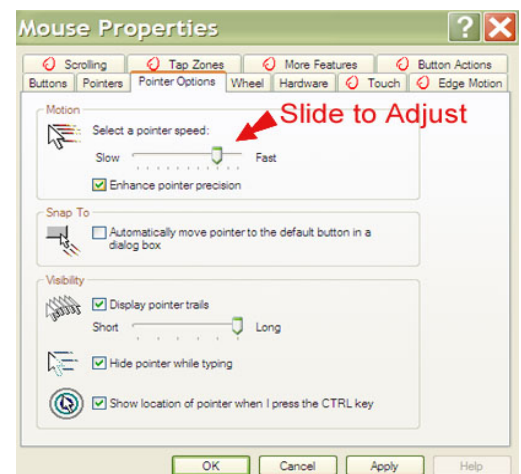 Mouse Properties
Scrolling Tap Zones More Features Button Actions
Buttons Pointers Pointer Options Wheel Hardware Touch Edge Motion
Motion
Slide to Adjust
Select a pointer speed:
Slow Fast
Enhance pointer precision
Snap To
Automatically move pointer to the default button in a
dialog box
Visibility
Display pointer trails
Short Long
Hide pointer while typing
Show location of pointer when I press the CTRL key
OK Cancel Apply Help